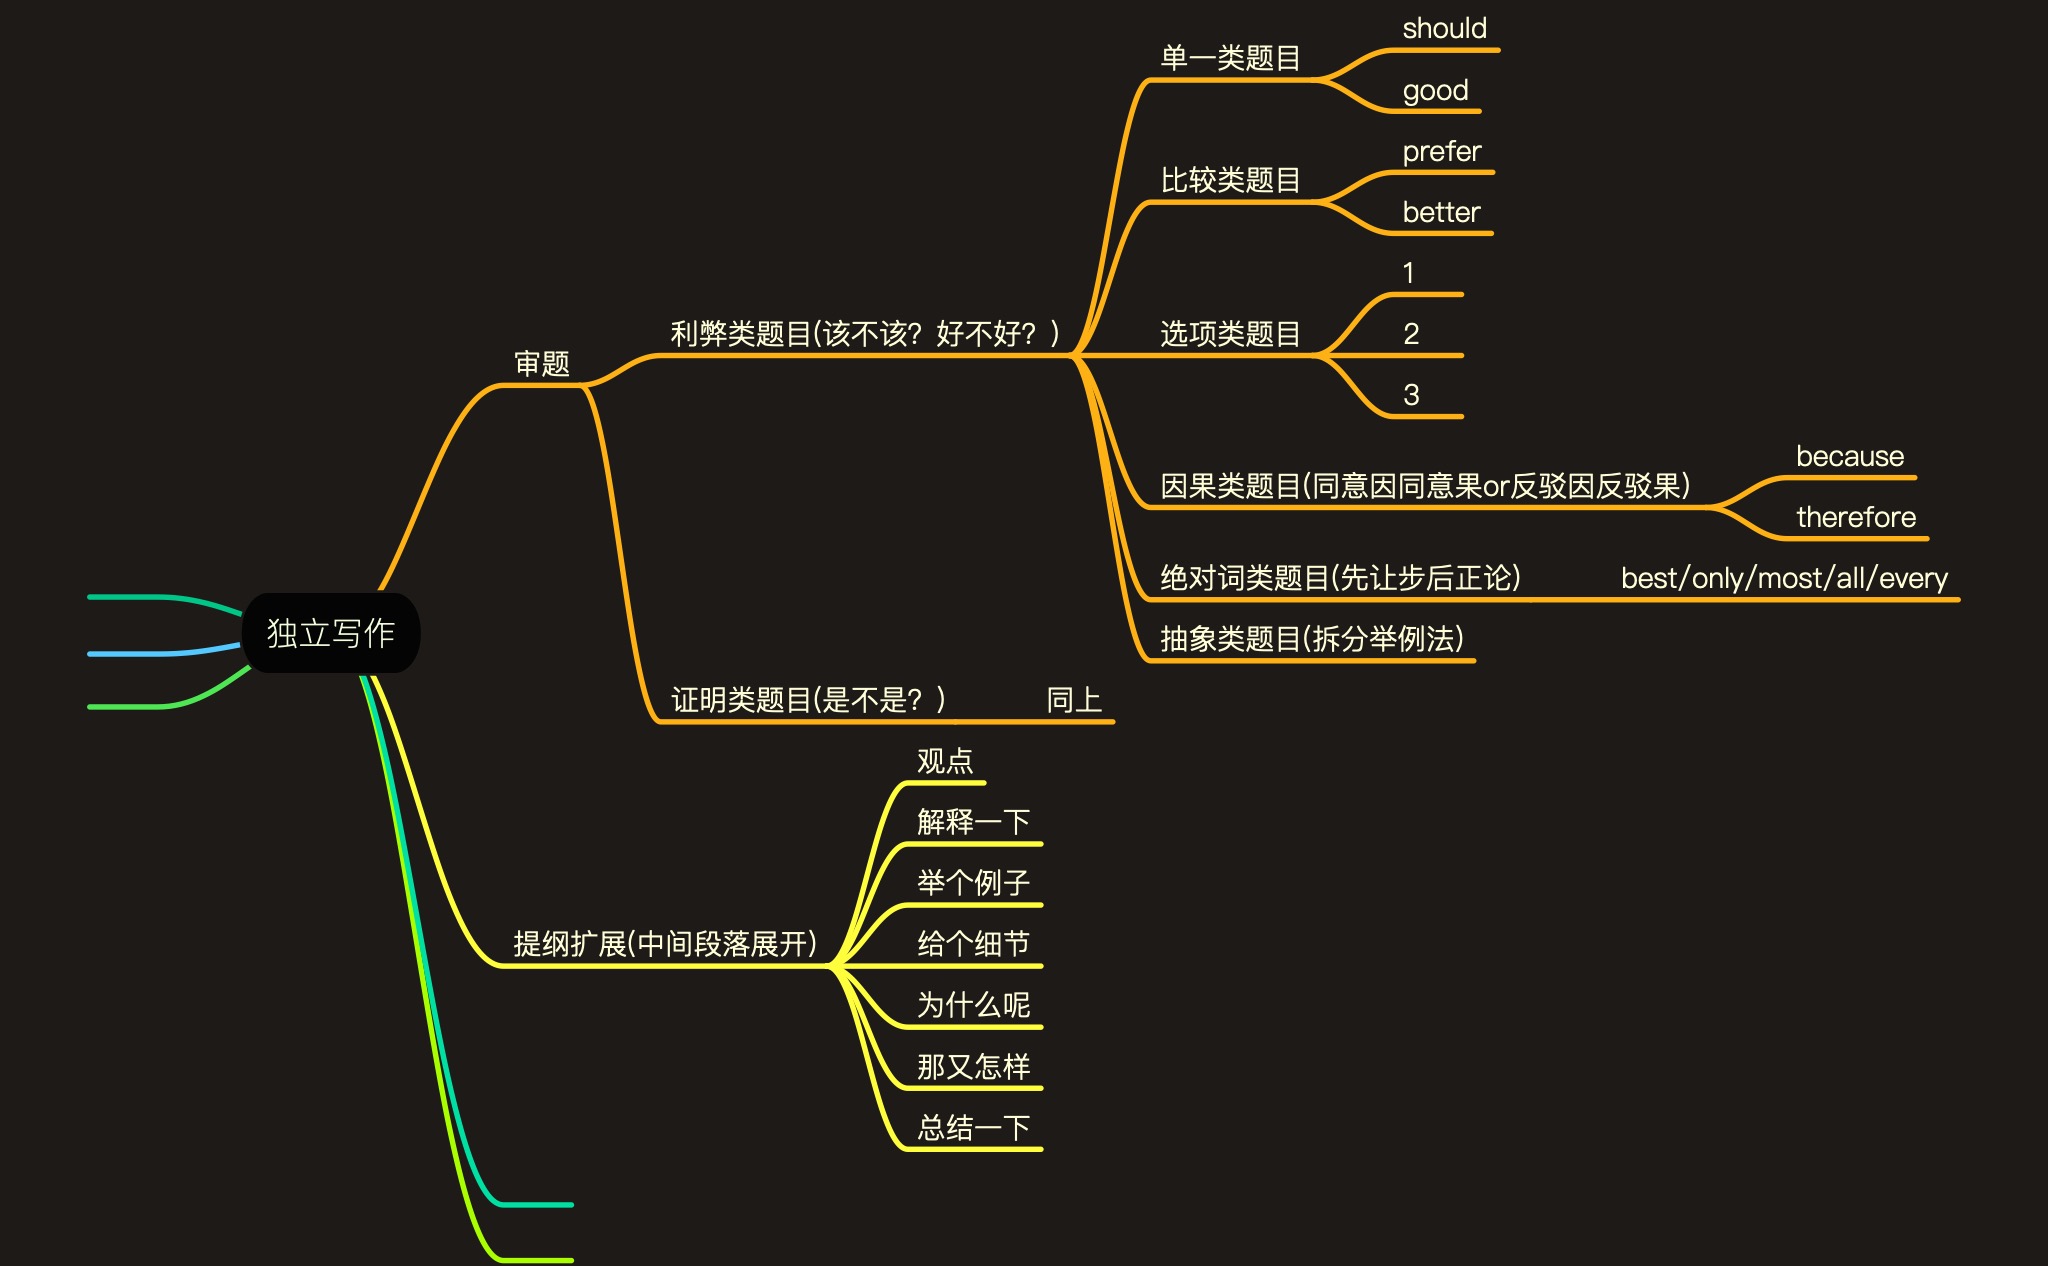 独立写作
审题
利弊类题目(该不该？好不好？)
单一类题目
should
good
比较类题目
prefer
better
选项类题目
1
2
3
因果类题目(同意因同意果or反驳因反驳果)
because
therefore
绝对词类题目(先让步后正论)
best/only/most/all/every
抽象类题目(拆分举例法)
证明类题目(是不是？)
同上
提纲扩展(中间段落展开)
观点
解释一下
举个例子
给个细节
为什么呢
那又怎样
总结一下